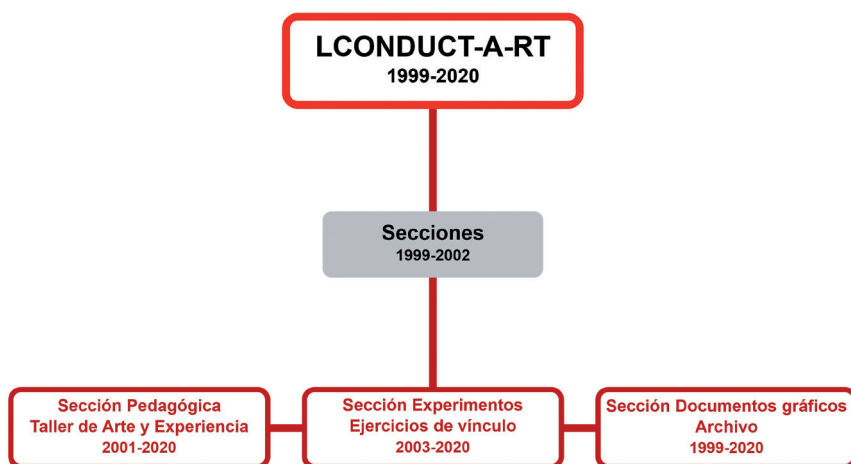 LCONDUCT-A-RT
1999-2020
Secciones
1999-2002
Sección Pedagógica
Taller de Arte y Experiencia
2001-2020
Sección Experimentos
Ejercicios de vínculo
2003-2020
Sección Documentos gráficos
Archivo
1999-2020